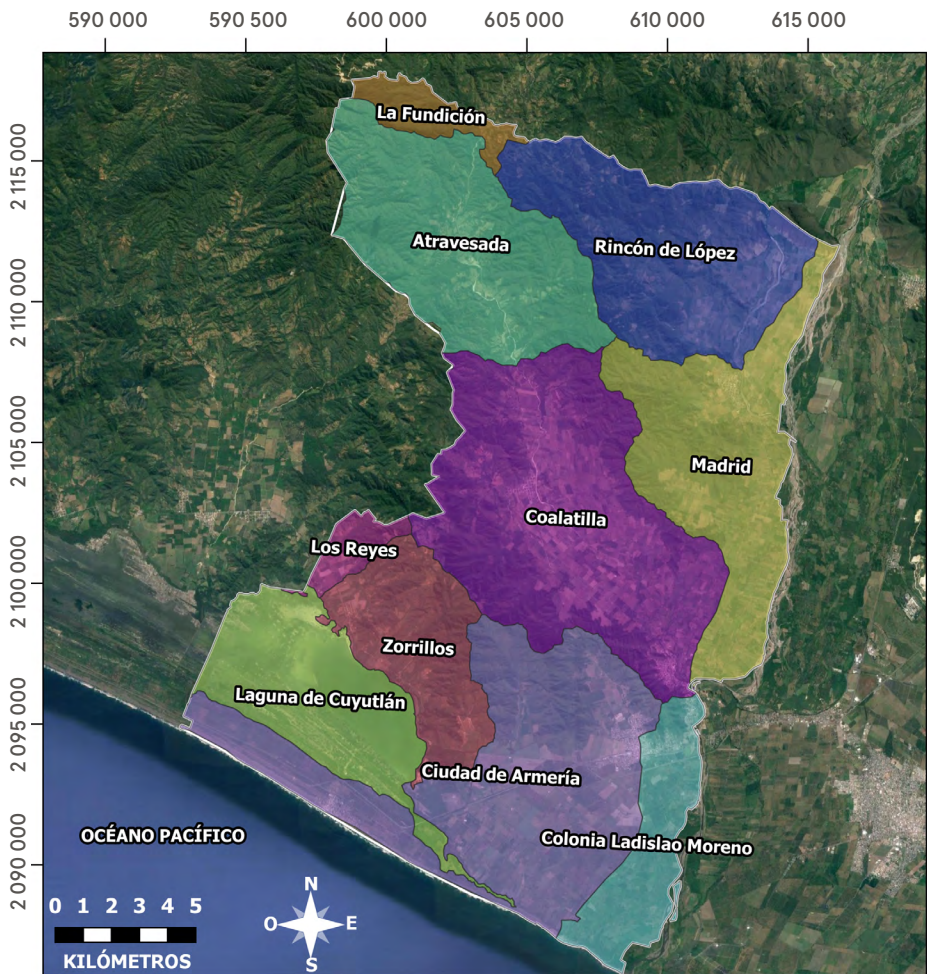 590 000
590 500
600 000
605 000
610 000
615 000
2 115 000
2 110 000
2 105 000
2 100 000
2 095 000
2 090 000
La Fundición
Atravesada
Rincón de López
Madrid
Coalatilla
Los Reyes
Zorrillos
Laguna de Cuyutlán
Ciudad de Armería
Colonia Ladislao Moreno
OCÉANO PACÍFICO
N
O
E
S
0 1 2 3 4 5
KILÓMETROS